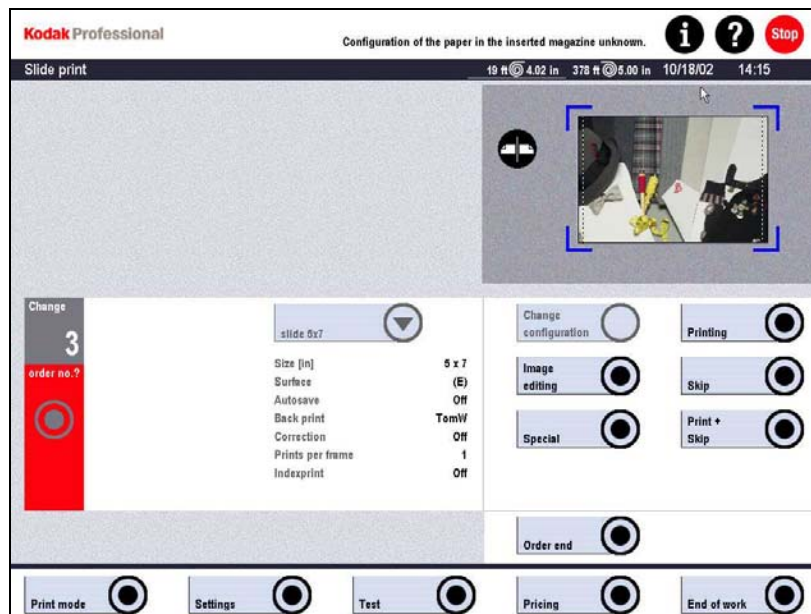 Kodak Professional
Configuration of the paper in the inserted magazine unknown.
i ? Stop
Slide print
19 ft 4.02 in 378 ft 5.00 in 10/18/02 14:15
Change
3
order no.?
slide 5x7
Size [in] 5 x 7
Surface (E)
Autosave Off
Back print TomW
Correction Off
Prints per frame 1
Indexprint Off
Change
configuration
Printing
Image
editing
Skip
Special
Print +
Skip
Order end
Print mode
Settings
Test
Pricing
End of work